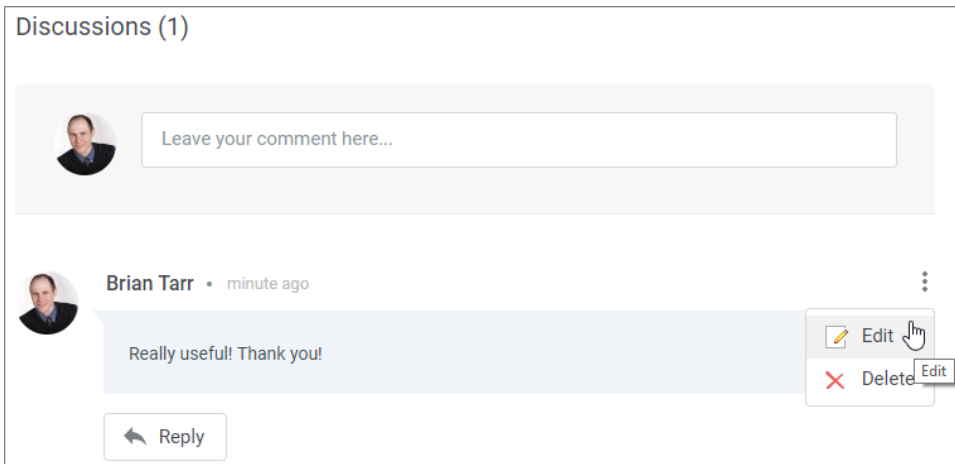 Discussions (1)
Leave your comment here...
Brian Tarr • minute ago
Really useful! Thank you!
Edit
Delete
Edit
Reply